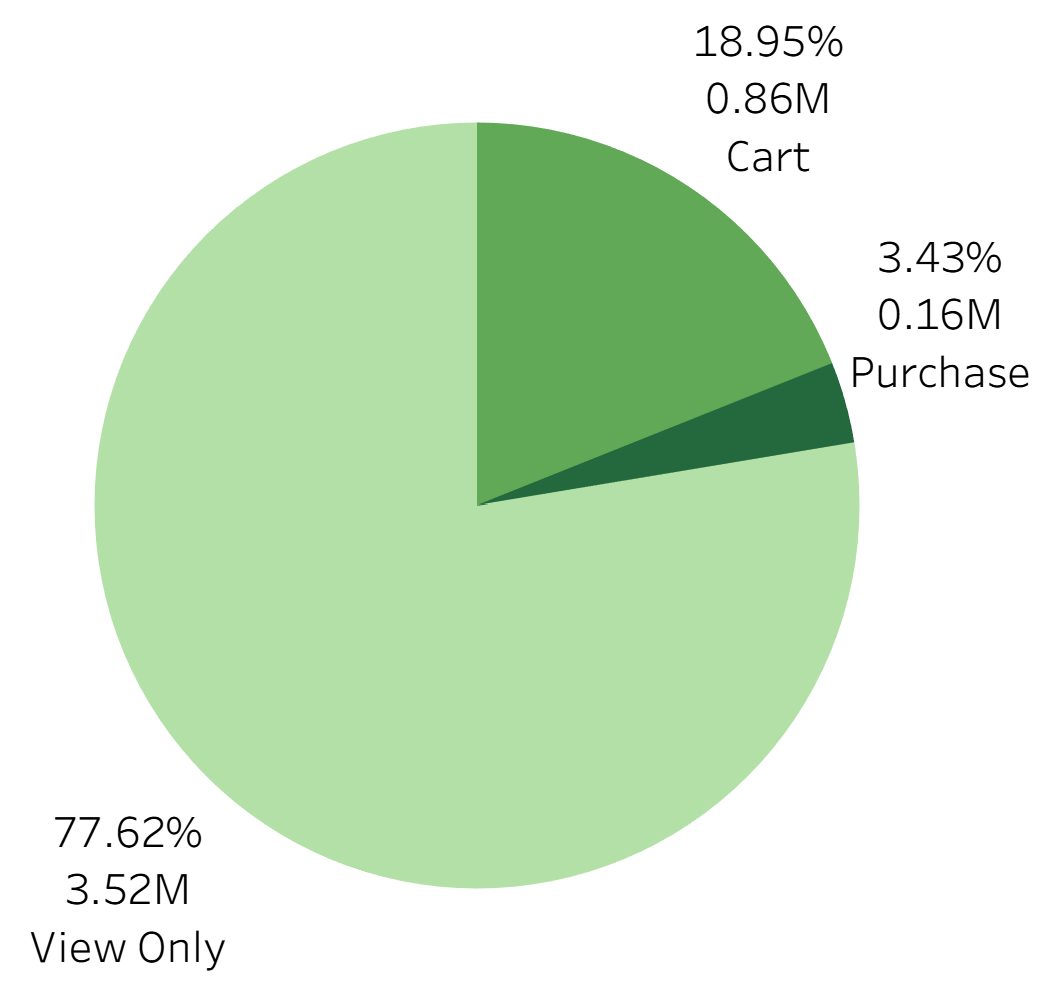 18.95%
0.86M
Cart
3.43%
0.16M
Purchase
77.62%
3.52M
View Only